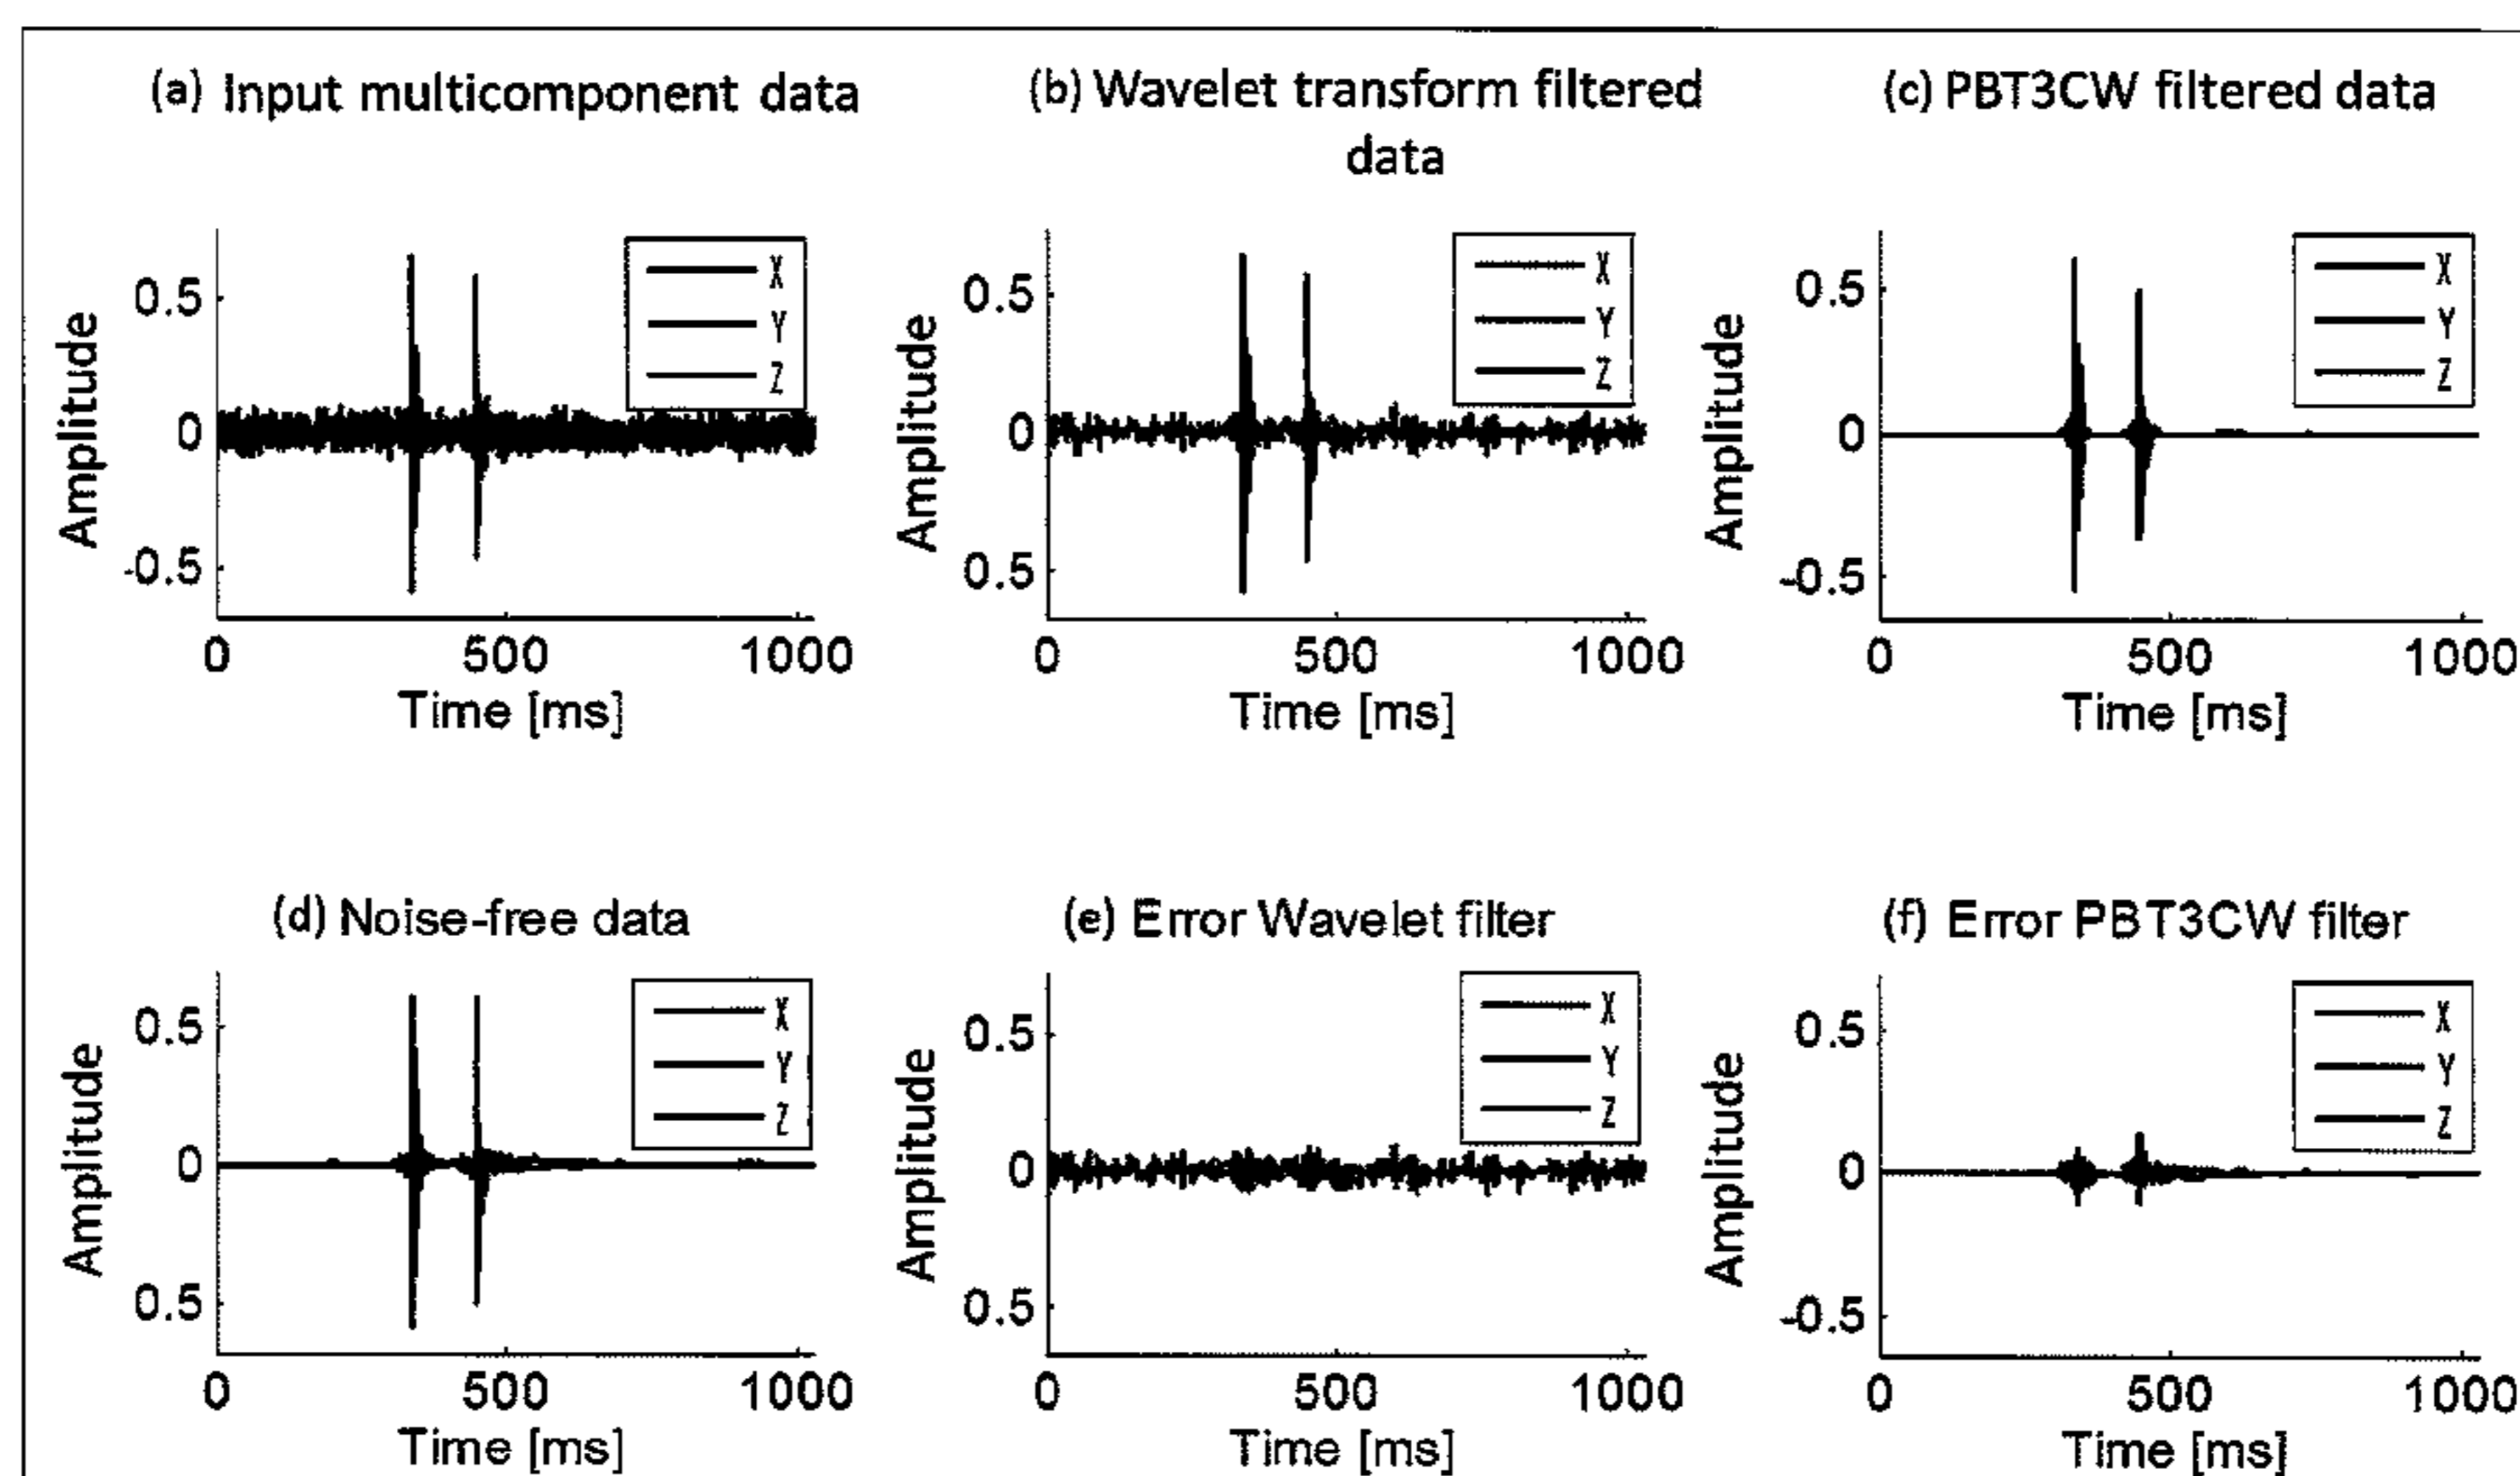 (a) Input multicomponent data
(b) Wavelet transform filtered
data
(c) PBT3CW filtered data
Amplitude
0.5
0
-0.5
X
Y
Z
0 500 1000
Time [ms]
Amplitude
0.5
0
0.5
X
Y
Z
0 500 1000
Time [ms]
Amplitude
0.5
0
-0.5
X
Y
Z
0 500 1000
Time [ms]
(d) Noise-free data
(e) Error Wavelet filter
(f) Error PBT3CW filter
Amplitude
0.5
0
0.5
X
Y
Z
0 500 1000
Time [ms]
Amplitude
0.5
0
0.5
X
Y
Z
0 500 1000
Time [ms]
Amplitude
0.5
0
-0.5
X
Y
Z
0 500 1000
Time [ms]